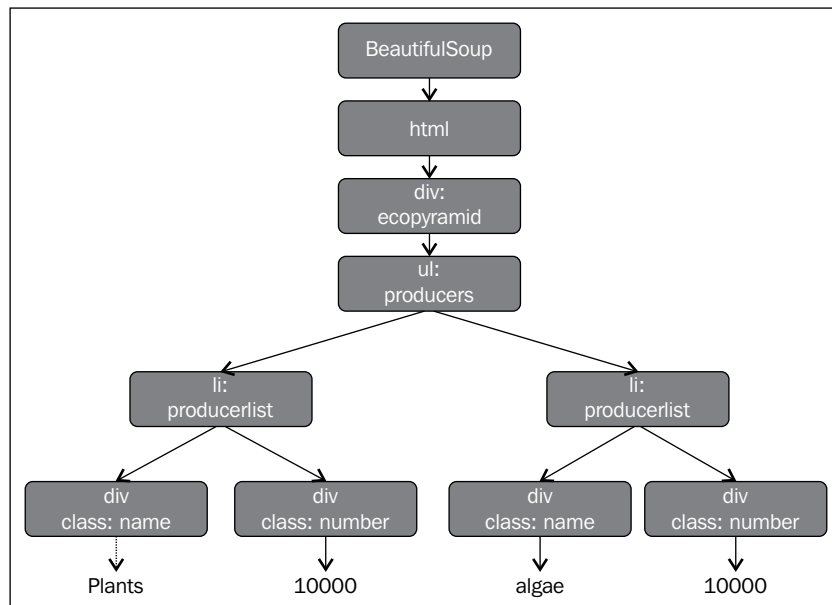 BeautifulSoup
html
div:
ecopyramid
ul:
producers
li:
producerlist
li:
producerlist
div
class: name
div
class: number
div
class: name
div
class: number
Plants
10000
algae
10000